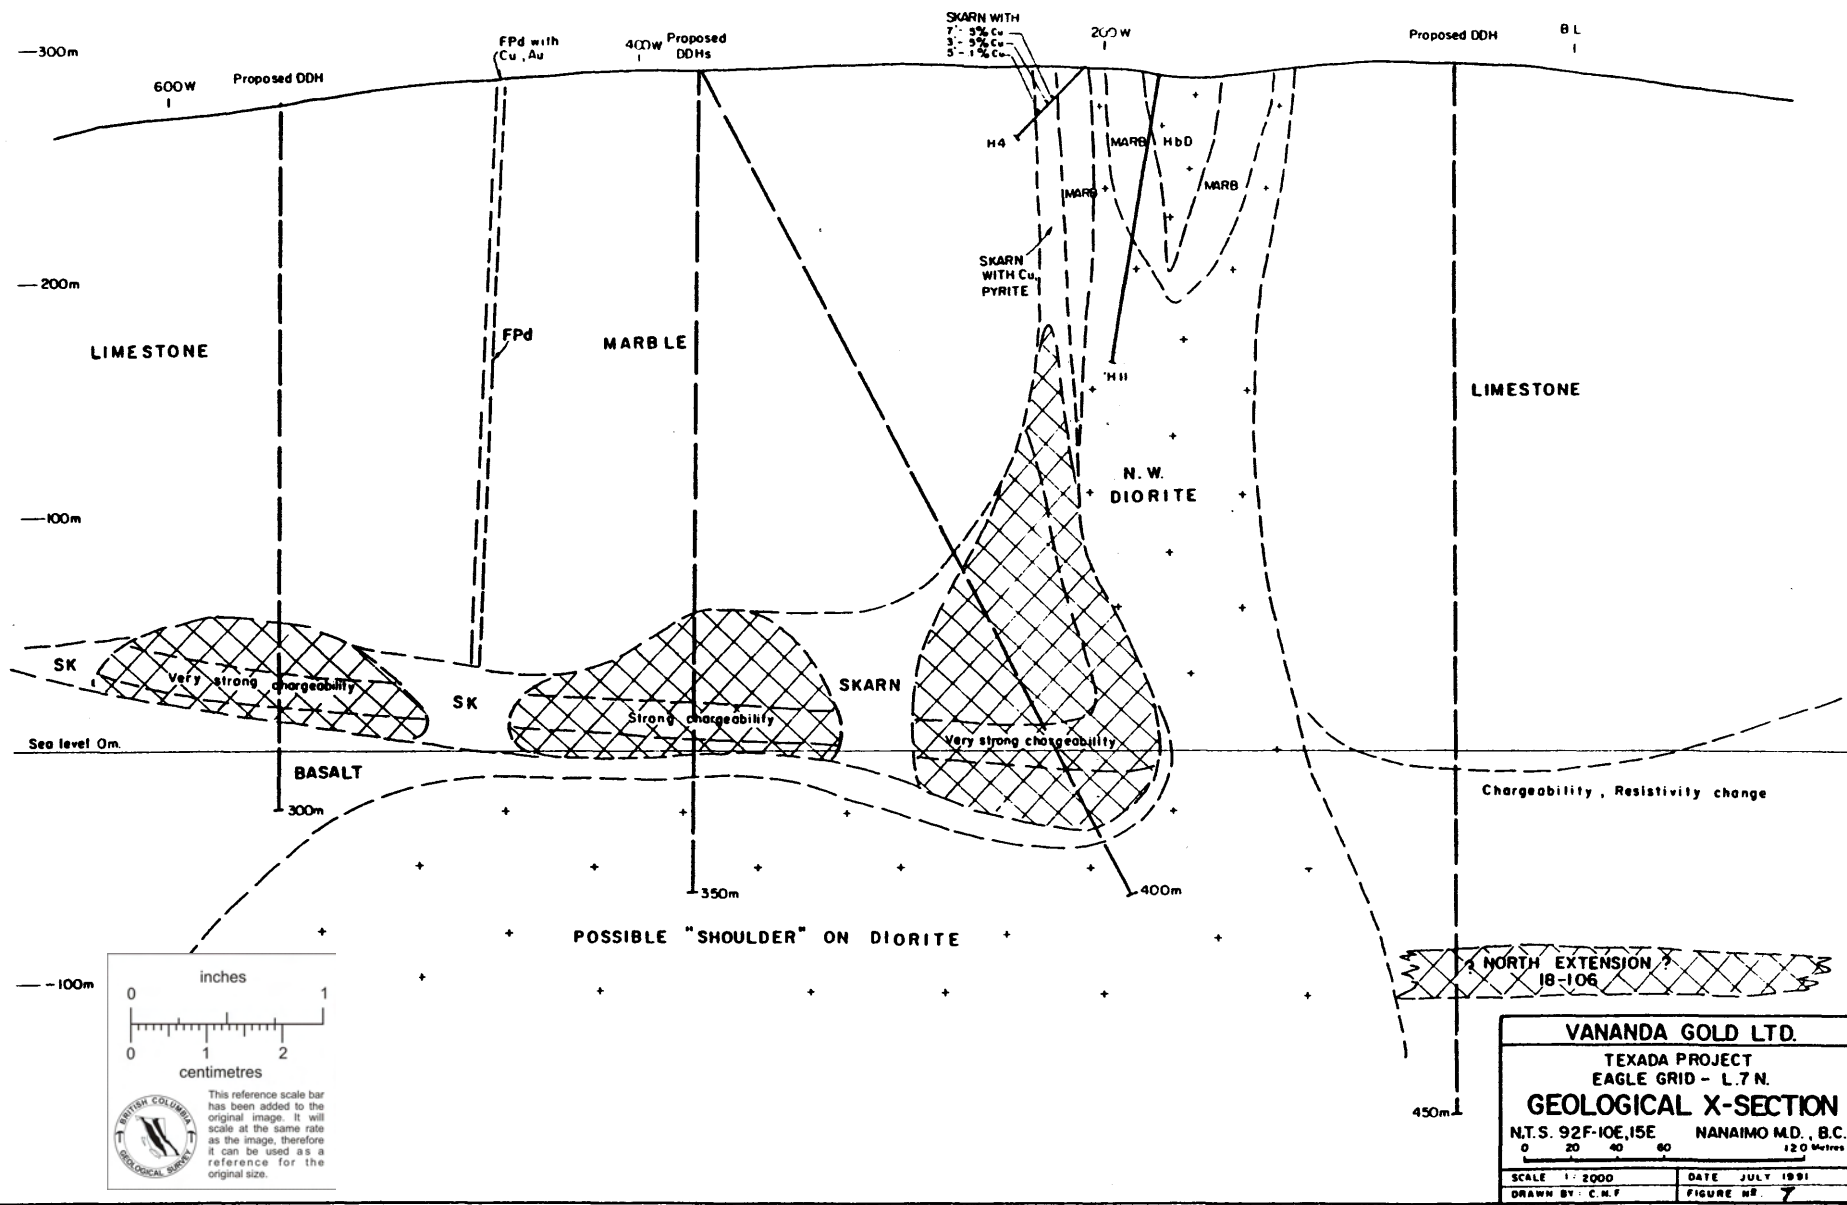 300m
600W
Proposed DDH
FPd with
Cu, Au
400W
Proposed
DDHs
SKARN WITH
7'- 5% Cu
3'- 9% Cu
5'- 1% Cu
200W
Proposed DDH
B L
H4
MARB
HbD
MARB
MARB
SKARN
WITH Cu,
PYRITE
200m
LIMESTONE
FPd
MARBLE
H11
LIMESTONE
N. W.
DIORITE
100m
SK
Very strong chargeability
SK
Strong chargeability
SKARN
Very strong chargeability
Sea level 0m.
BASALT
300m
350m
400m
Chargeability, Resistivity change
POSSIBLE "SHOULDER" ON DIORITE
-100m
? NORTH EXTENSION ?
18-106
450m
inches
0 1
0 1 2
centimetres
This reference scale bar
has been added to the
original image. It will
scale at the same rate
as the image, therefore
it can be used as a
reference for the
original size.
BRITISH COLUMBIA
GEOLOGICAL SURVEY
VANANDA GOLD LTD.
TEXADA PROJECT
EAGLE GRID - L.7 N.
GEOLOGICAL X-SECTION
N.T.S. 92F-10E,15E NANAIMO M.D., B.C.
0 20 40 60 120 Metres
SCALE 1: 2000
DATE JULY 1991
DRAWN BY: C.N.F
FIGURE Nº. 7